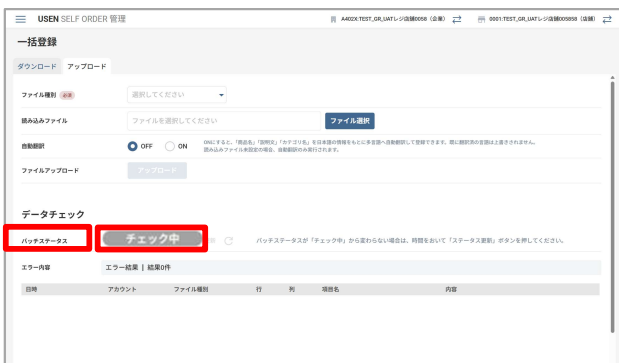 USEN SELF ORDER 管理
A402X:TEST_GR_UATレジ店舗0058（企業）
0001:TEST_GR_UATレジ店舗005858（店舗）
一括登録
ダウンロード アップロード
ファイル種別 必須 選択してください
読み込みファイル ファイルを選択してください ファイル選択
自動翻訳 OFF ON ONにすると、「商品名」「説明文」「カテゴリ名」を日本語の情報をもとに多言語へ自動翻訳して登録できます。既に翻訳済の言語は上書きされません。
読み込みファイル未設定の場合、自動翻訳のみ実行されます。
ファイルアップロード アップロード
データチェック
バッチステータス チェック中 バッチステータスが「チェック中」から変わらない場合は、時間をおいて「ステータス更新」ボタンを押してください。
エラー内容 エラー結果 | 結果0件
日時 アカウント ファイル種別 行 列 項目名 内容